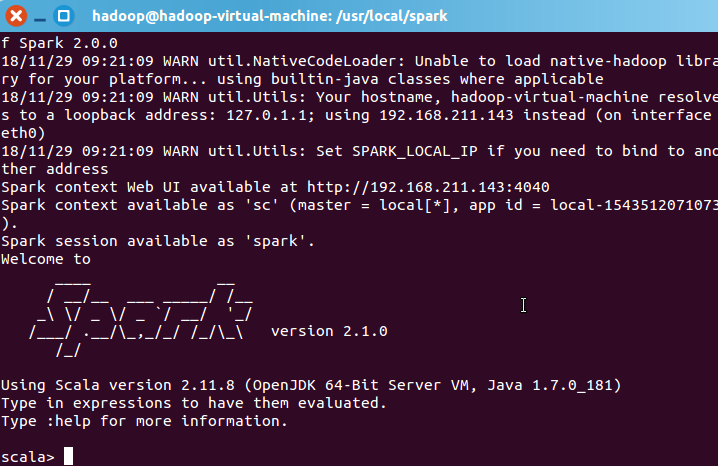 hadoop@hadoop-virtual-machine: /usr/local/spark
f Spark 2.0.0
18/11/29 09:21:09 WARN util.NativeCodeLoader: Unable to load native-hadoop libra
ry for your platform... using builtin-java classes where applicable
18/11/29 09:21:09 WARN util.Utils: Your hostname, hadoop-virtual-machine resolve
s to a loopback address: 127.0.1.1; using 192.168.211.143 instead (on interface
eth0)
18/11/29 09:21:09 WARN util.Utils: Set SPARK_LOCAL_IP if you need to bind to ano
ther address
Spark context Web UI available at http://192.168.211.143:4040
Spark context available as 'sc' (master = local[*], app id = local-1543512071073
).
Spark session available as 'spark'.
Welcome to
      ____              __
     / __/__  ___ _____/ /__
    _\ \/ _ \/ _ `/ __/  '_/
   /___/ .__/\_,_/_/ /_/\_\   version 2.1.0
      /_/
Using Scala version 2.11.8 (OpenJDK 64-Bit Server VM, Java 1.7.0_181)
Type in expressions to have them evaluated.
Type :help for more information.
scala>